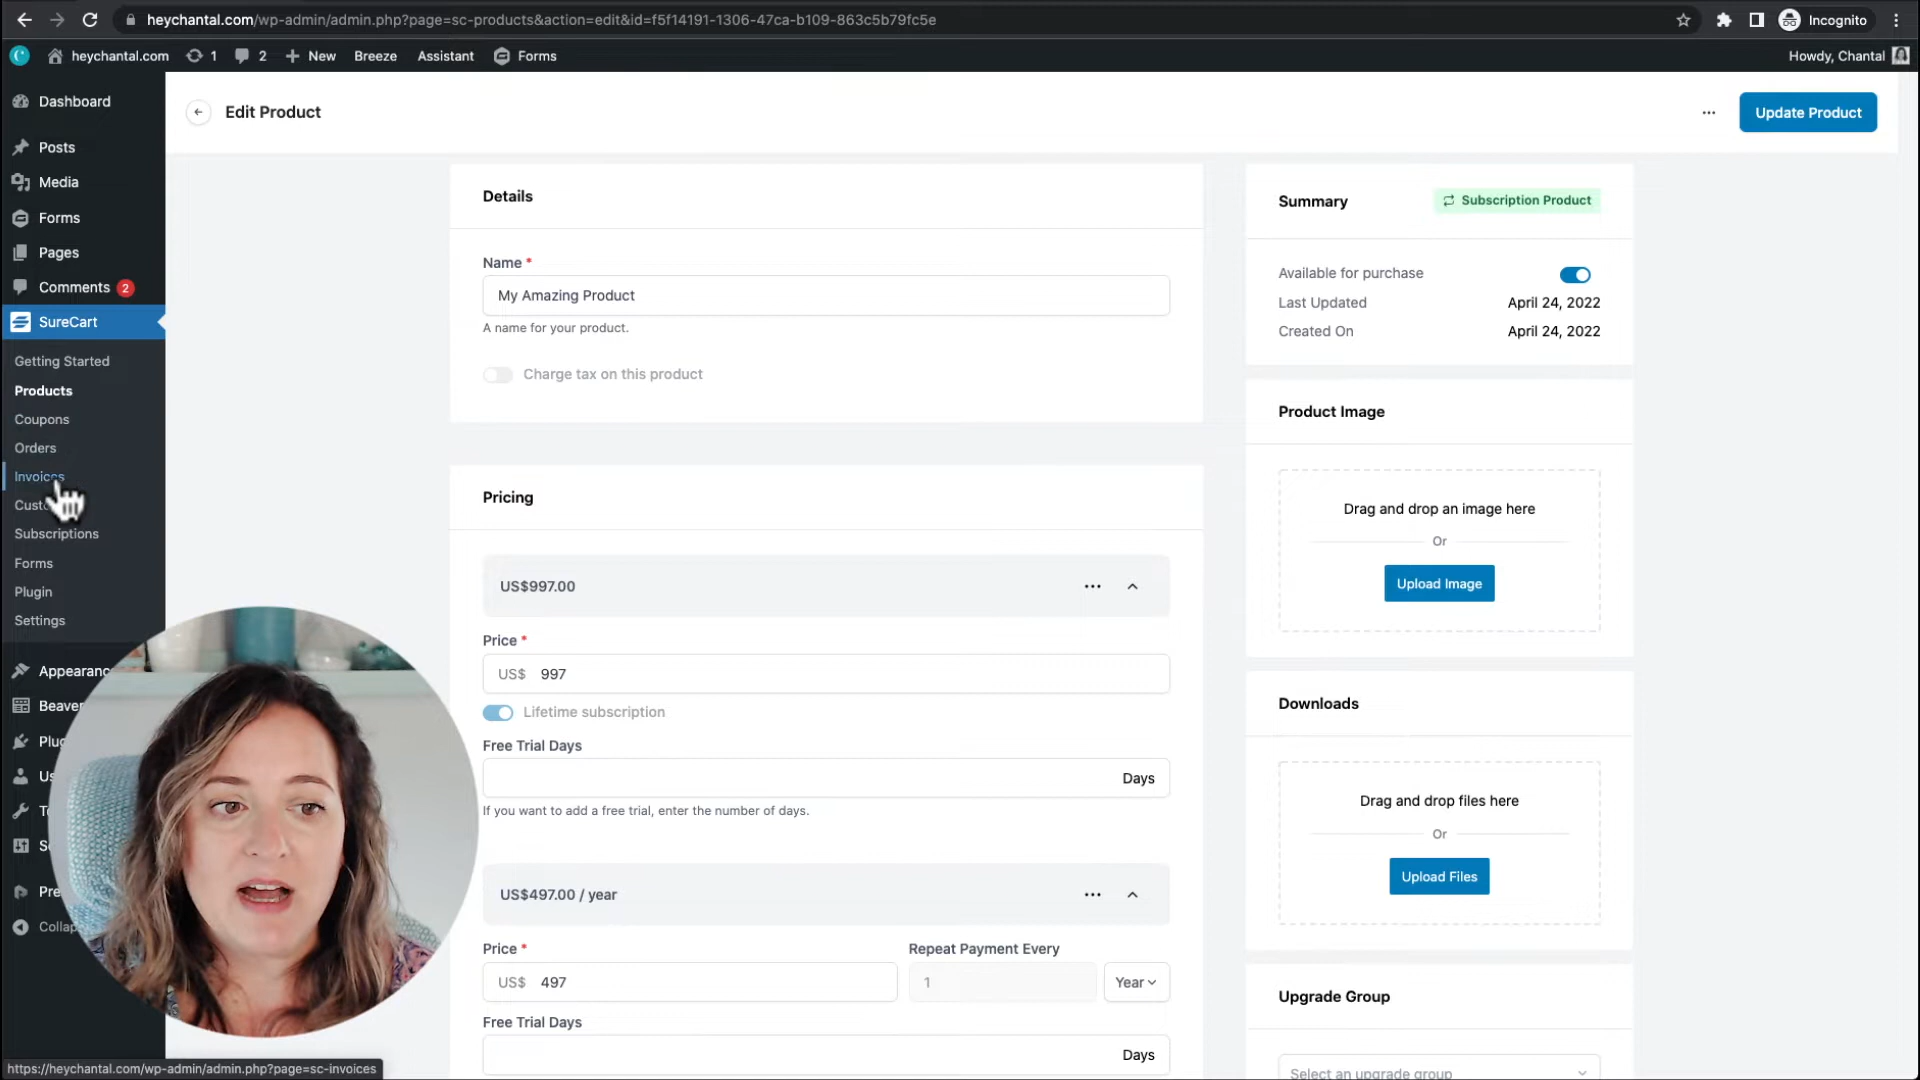 heychantal.com/wp-admin/admin.php?page=sc-products&action=edit&id=f5f14191-1306-47ca-b109-863c5b79fc5e
Incognito
heychantal.com
1
2
New
Breeze
Assistant
Forms
Howdy, Chantal
Dashboard
Posts
Media
Forms
Pages
Comments 2
SureCart
Getting Started
Products
Coupons
Orders
Invoices
Subscriptions
Forms
Plugin
Settings
Edit Product
Update Product
Details
Name *
My Amazing Product
A name for your product.
Charge tax on this product
Pricing
US$997.00
Price *
US$ 997
Lifetime subscription
Free Trial Days
Days
If you want to add a free trial, enter the number of days.
US$497.00 / year
Price *
Repeat Payment Every
US$ 497
1
Year
Free Trial Days
Days
Summary
Subscription Product
Available for purchase
Last Updated April 24, 2022
Created On April 24, 2022
Product Image
Drag and drop an image here
Or
Upload Image
Downloads
Drag and drop files here
Or
Upload Files
Upgrade Group
Select an upgrade group
https://heychantal.com/wp-admin/admin.php?page=sc-invoices